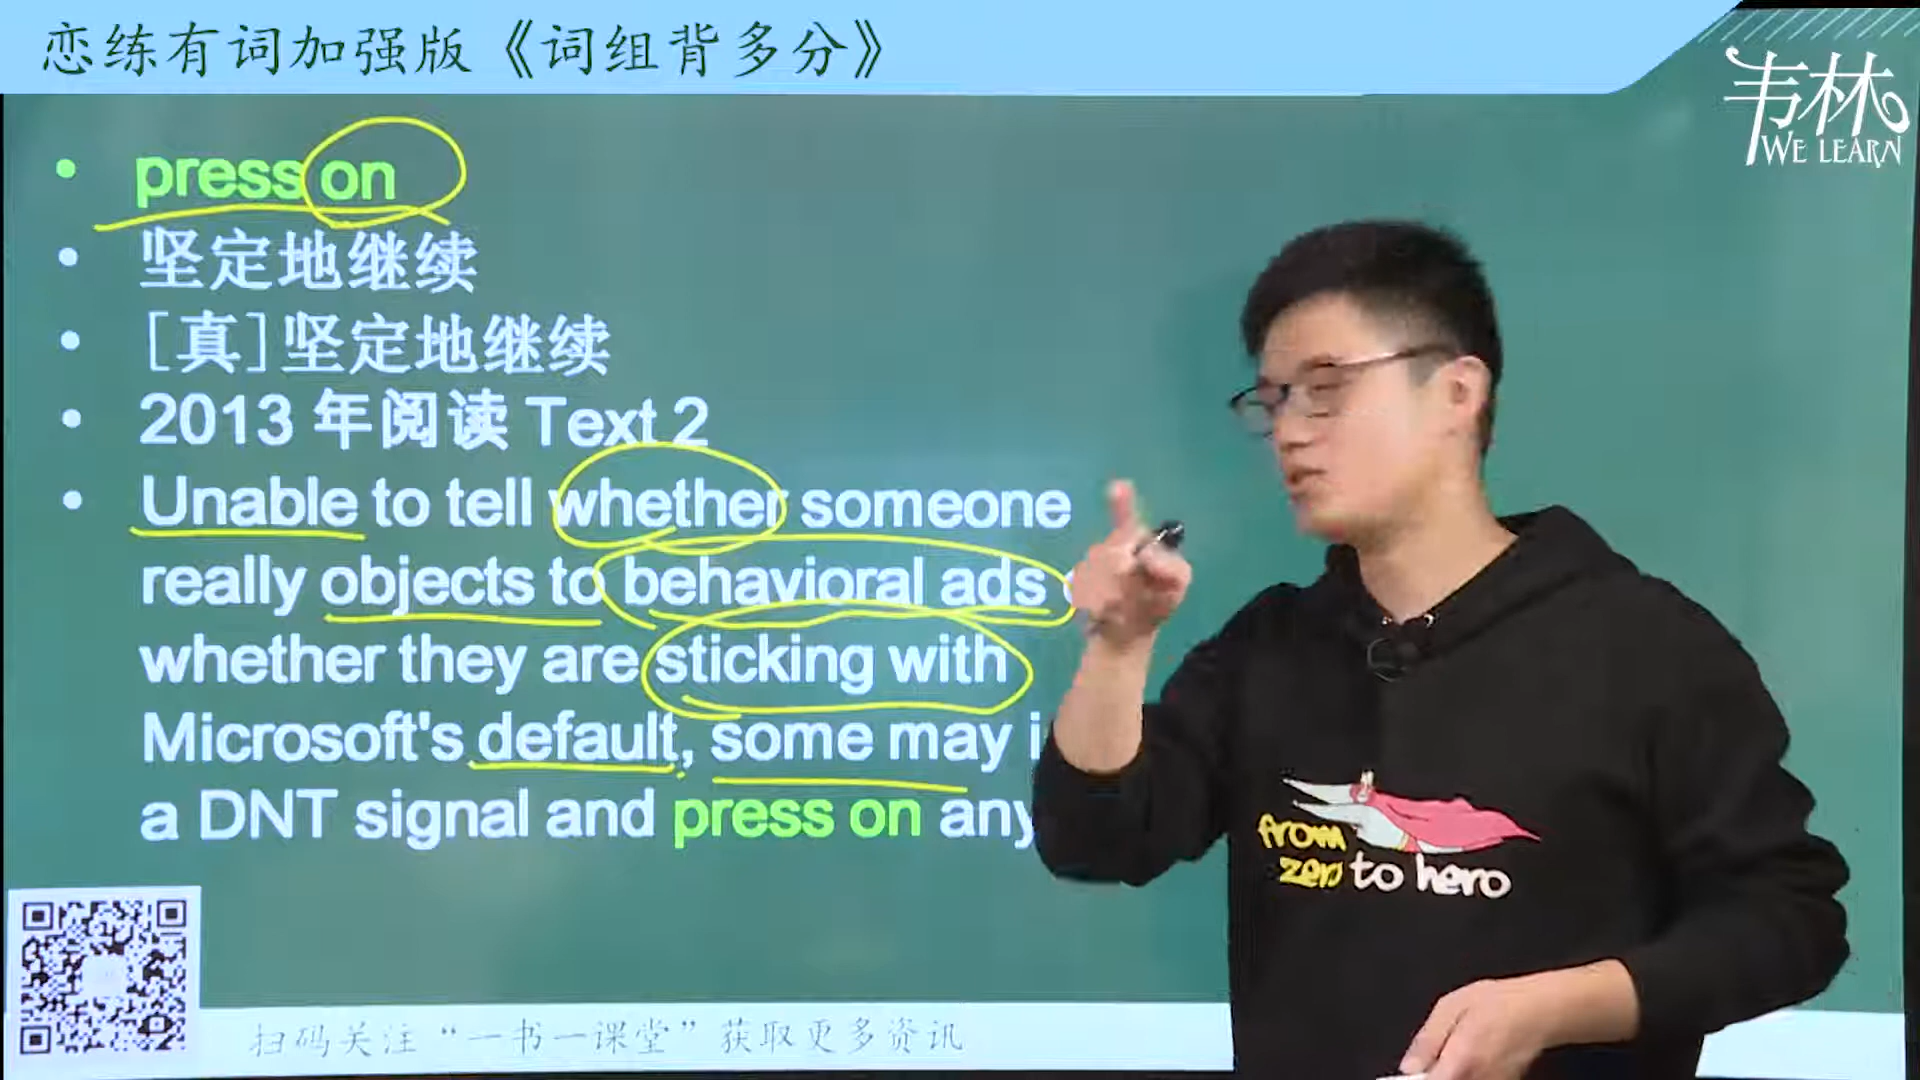 恋练有词加强版《词组背多分》
韦林
WE LEARN
press on
坚定地继续
[真]坚定地继续
2013 年阅读 Text 2
Unable to tell whether someone
really objects to behavioral ads
whether they are sticking with
Microsoft's default, some may
a DNT signal and press on
from
zero to hero
扫码关注“一书一课堂”获取更多资讯